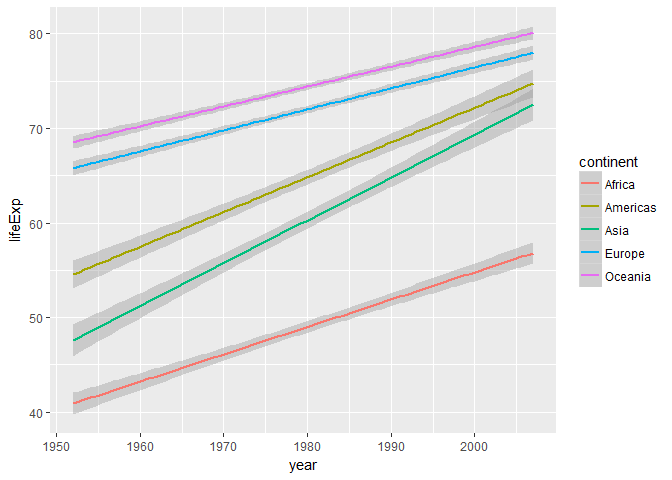 80
70
60
50
40
lifeExp
1950 1960 1970 1980 1990 2000
year
continent
Africa
Americas
Asia
Europe
Oceania